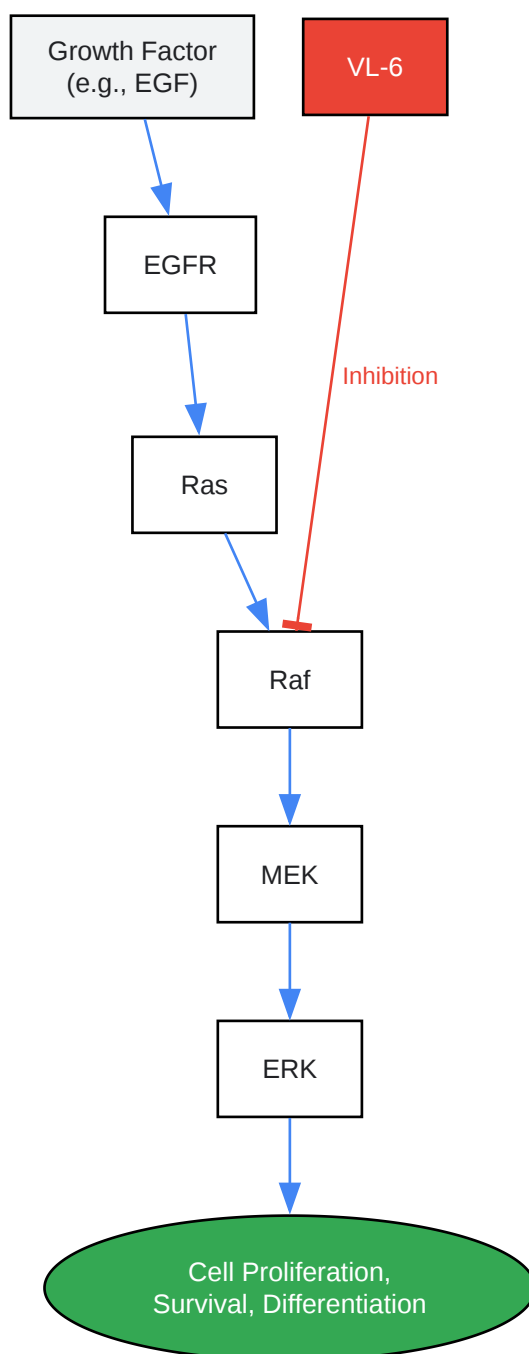 Growth Factor
(e.g., EGF)
VL-6
EGFR
Inhibition
Ras
Raf
MEK
ERK
Cell Proliferation,
Survival, Differentiation